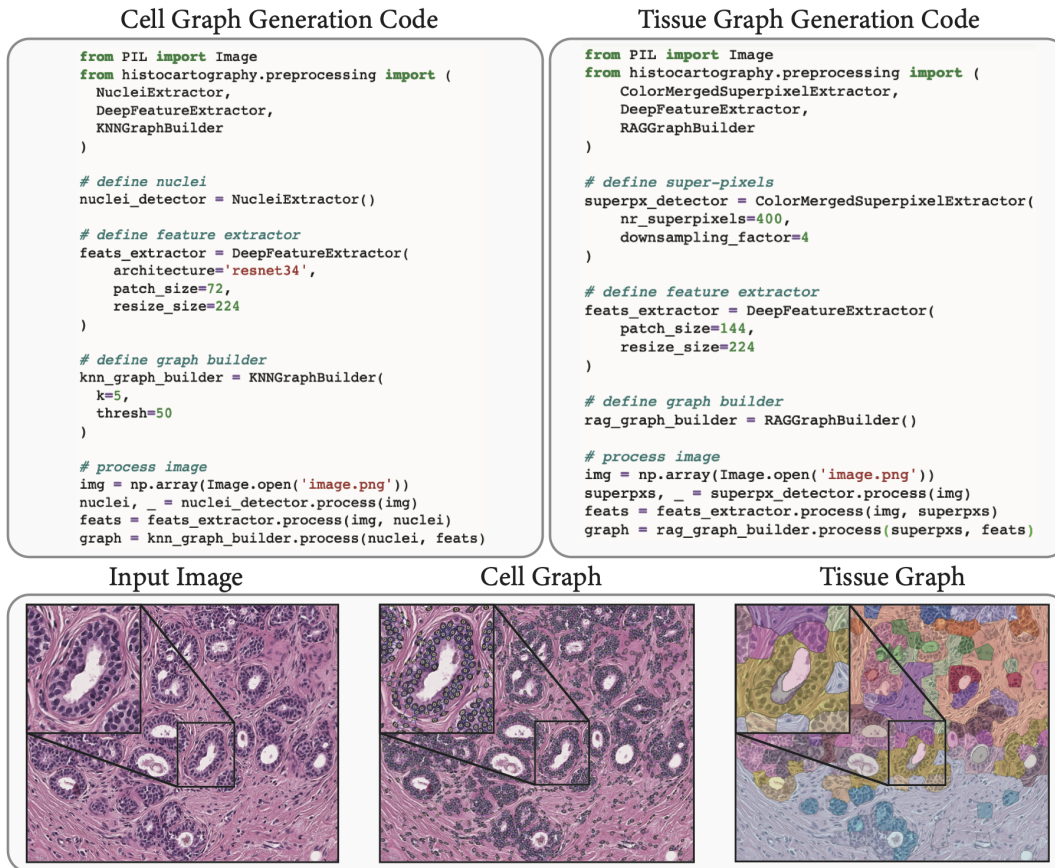 Cell Graph Generation Code
from PIL import Image
from histocartography.preprocessing import (
  NucleiExtractor,
  DeepFeatureExtractor,
  KNNGraphBuilder
)
# define nuclei
nuclei_detector = NucleiExtractor()
# define feature extractor
feats_extractor = DeepFeatureExtractor(
    architecture='resnet34',
    patch_size=72,
    resize_size=224
)
# define graph builder
knn_graph_builder = KNNGraphBuilder(
  k=5,
  thresh=50
)
# process image
img = np.array(Image.open('image.png'))
nuclei, _ = nuclei_detector.process(img)
feats = feats_extractor.process(img, nuclei)
graph = knn_graph_builder.process(nuclei, feats)
Tissue Graph Generation Code
from PIL import Image
from histocartography.preprocessing import (
    ColorMergedSuperpixelExtractor,
    DeepFeatureExtractor,
    RAGGraphBuilder
)
# define super-pixels
superpx_detector = ColorMergedSuperpixelExtractor(
    nr_superpixels=400,
    downsampling_factor=4
)
# define feature extractor
feats_extractor = DeepFeatureExtractor(
    patch_size=144,
    resize_size=224
)
# define graph builder
rag_graph_builder = RAGGraphBuilder()
# process image
img = np.array(Image.open('image.png'))
superpxs, _ = superpx_detector.process(img)
feats = feats_extractor.process(img, superpxs)
graph = rag_graph_builder.process(superpxs, feats)
Input Image
Cell Graph
Tissue Graph